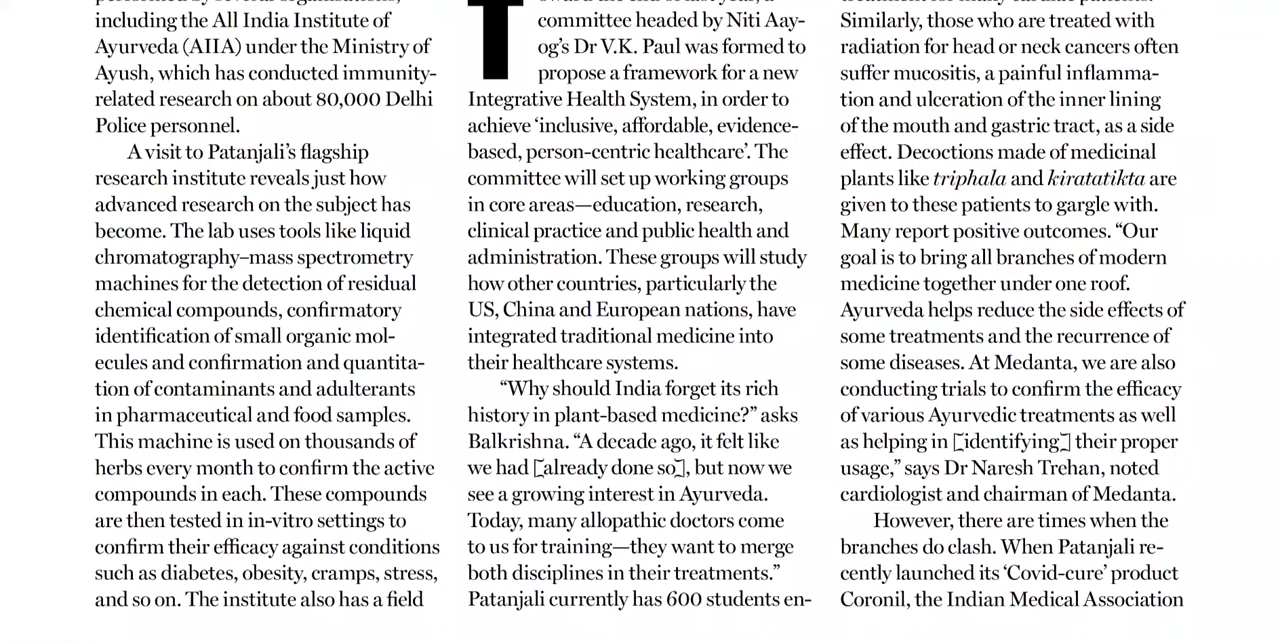 including the All India Institute of
Ayurveda (AIIA) under the Ministry of
Ayush, which has conducted immunity-
related research on about 80,000 Delhi
Police personnel.
A visit to Patanjali’s flagship
research institute reveals just how
advanced research on the subject has
become. The lab uses tools like liquid
chromatography–mass spectrometry
machines for the detection of residual
chemical compounds, confirmatory
identification of small organic mol-
ecules and confirmation and quantita-
tion of contaminants and adulterants
in pharmaceutical and food samples.
This machine is used on thousands of
herbs every month to confirm the active
compounds in each. These compounds
are then tested in in-vitro settings to
confirm their efficacy against conditions
such as diabetes, obesity, cramps, stress,
and so on. The institute also has a field
T
committee headed by Niti Aay-
og’s Dr V.K. Paul was formed to
propose a framework for a new
Integrative Health System, in order to
achieve ‘inclusive, affordable, evidence-
based, person-centric healthcare’. The
committee will set up working groups
in core areas—education, research,
clinical practice and public health and
administration. These groups will study
how other countries, particularly the
US, China and European nations, have
integrated traditional medicine into
their healthcare systems.
“Why should India forget its rich
history in plant-based medicine?” asks
Balkrishna. “A decade ago, it felt like
we had [already done so], but now we
see a growing interest in Ayurveda.
Today, many allopathic doctors come
to us for training—they want to merge
both disciplines in their treatments.”
Patanjali currently has 600 students en-
Similarly, those who are treated with
radiation for head or neck cancers often
suffer mucositis, a painful inflamma-
tion and ulceration of the inner lining
of the mouth and gastric tract, as a side
effect. Decoctions made of medicinal
plants like triphala and kiratatikta are
given to these patients to gargle with.
Many report positive outcomes. “Our
goal is to bring all branches of modern
medicine together under one roof.
Ayurveda helps reduce the side effects of
some treatments and the recurrence of
some diseases. At Medanta, we are also
conducting trials to confirm the efficacy
of various Ayurvedic treatments as well
as helping in [identifying] their proper
usage,” says Dr Naresh Trehan, noted
cardiologist and chairman of Medanta.
However, there are times when the
branches do clash. When Patanjali re-
cently launched its ‘Covid-cure’ product
Coronil, the Indian Medical Association